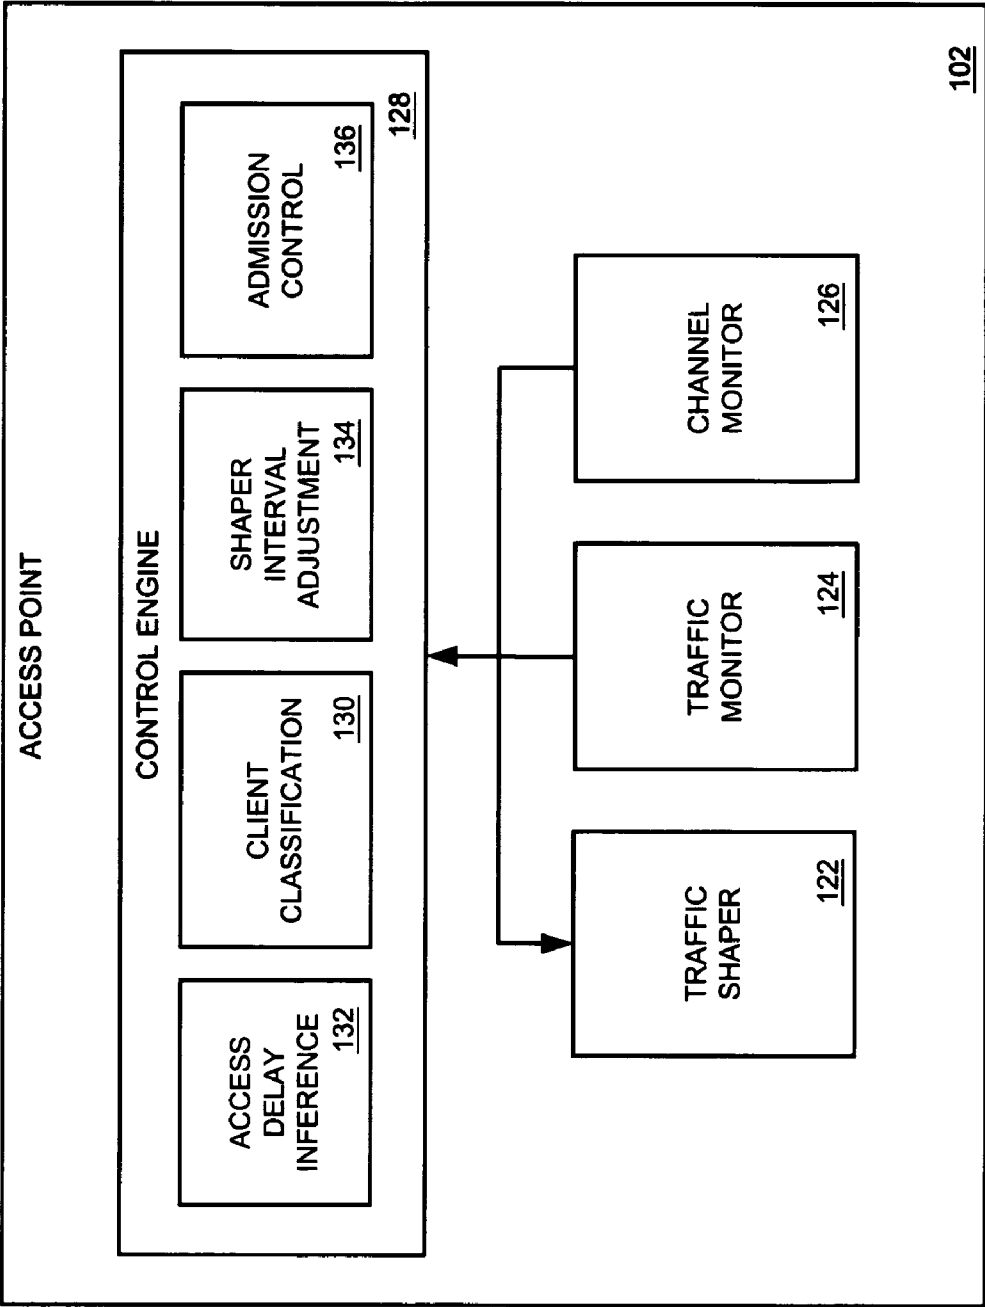 ACCESS POINT
CONTROL ENGINE
ACCESS
DELAY
INFERENCE
132
CLIENT
CLASSIFICATION
130
SHAPER
INTERVAL
ADJUSTMENT
134
ADMISSION
CONTROL
136
128
TRAFFIC
SHAPER
122
TRAFFIC
MONITOR
124
CHANNEL
MONITOR
126
102